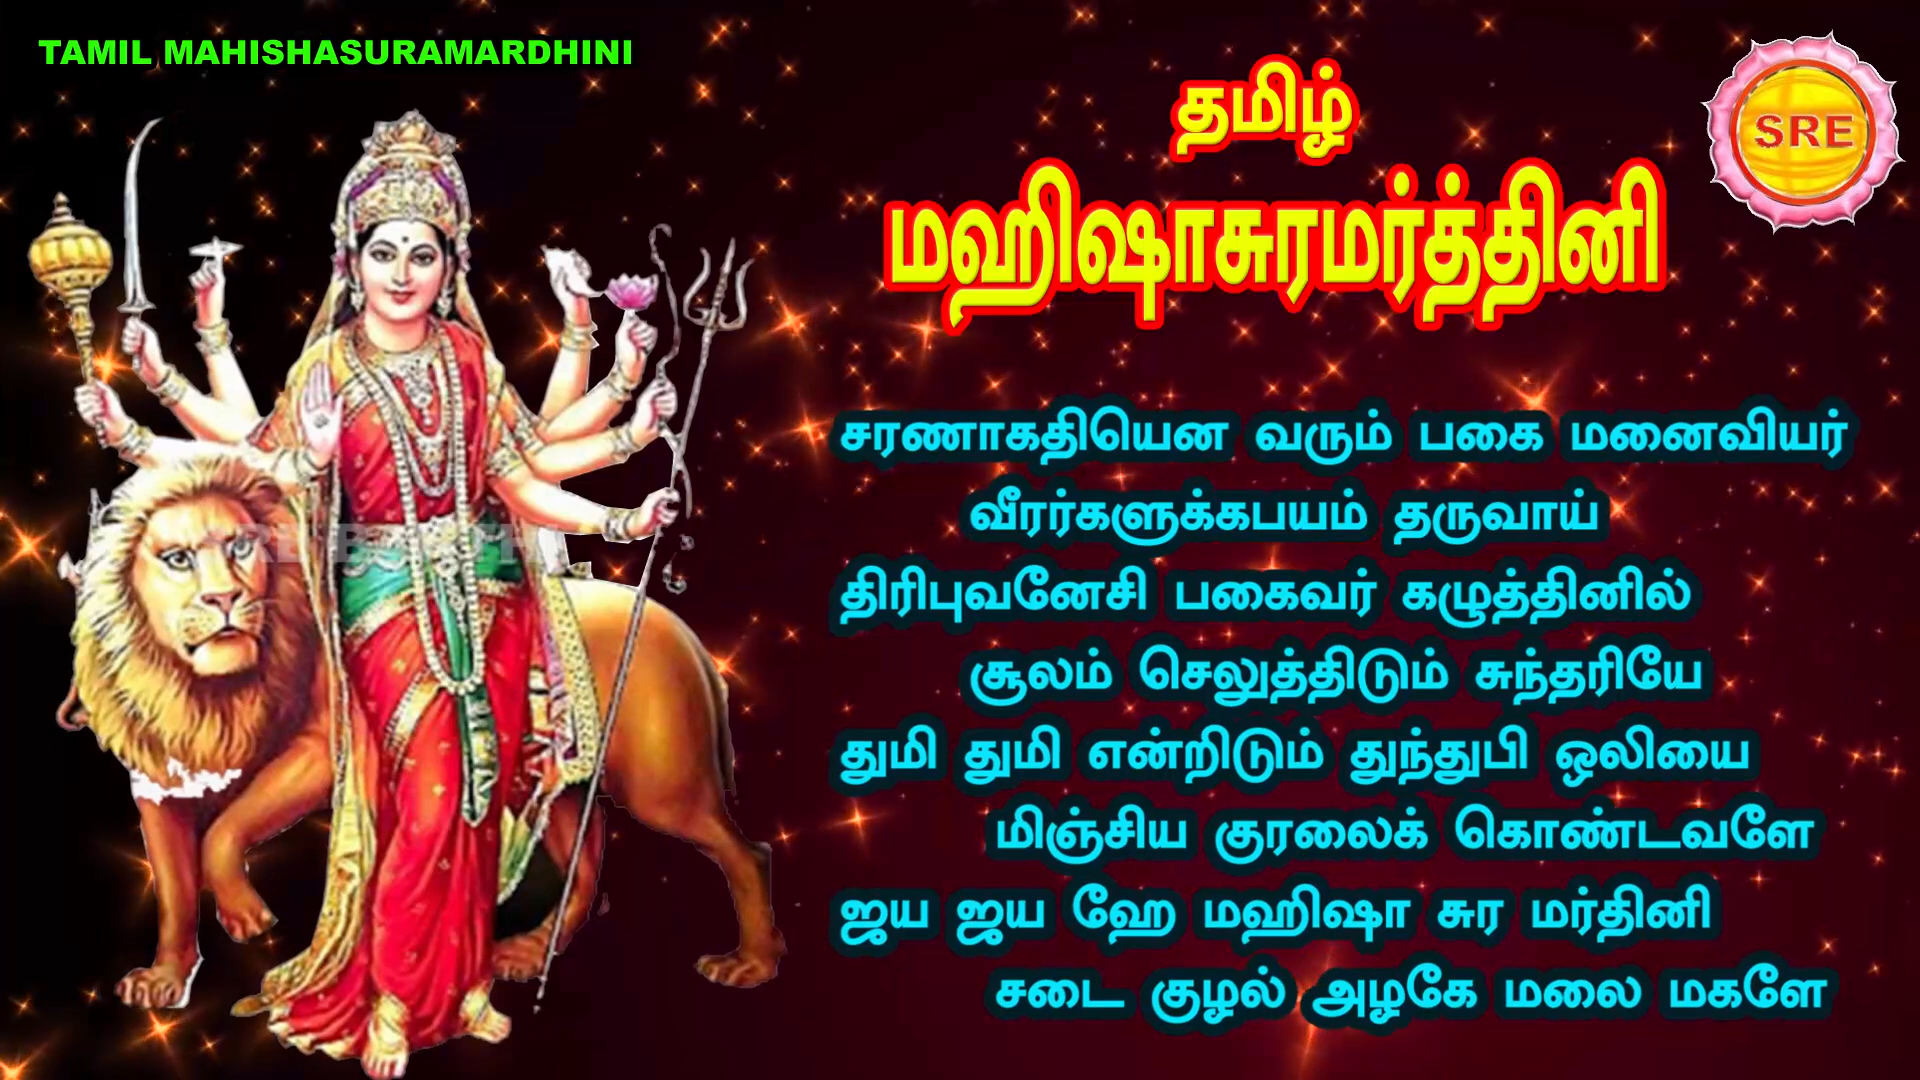 TAMIL MAHISHASURAMARDHINI
தமிழ்
SRE
மஹிஷாசுரமர்த்தினி
சரணாகதியென வரும் பகை மனைவியர்
வீரர்களுக்கபயம் தருவாய்
திரிபுவனேசி பகைவர் கழுத்தினில்
சூலம் செலுத்திடும் சுந்தரியே
துமி துமி என்றிடும் துந்துபி ஒலியை
மிஞ்சிய குரலைக் கொண்டவளே
ஜய ஜய ஹே மஹிஷா சுர மர்தினி
சடை குழல் அழகே மலை மகளே